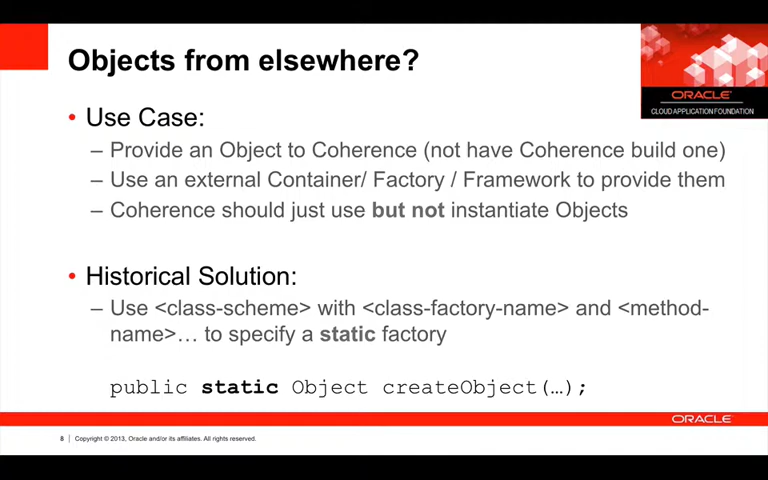 Objects from elsewhere?
ORACLE
CLOUD APPLICATION FOUNDATION
• Use Case:
– Provide an Object to Coherence (not have Coherence build one)
– Use an external Container/ Factory / Framework to provide them
– Coherence should just use but not instantiate Objects
• Historical Solution:
– Use <class-scheme> with <class-factory-name> and <method-
name>… to specify a static factory
public static Object createObject(…);
ORACLE
8 | Copyright © 2013, Oracle and/or its affiliates. All rights reserved.